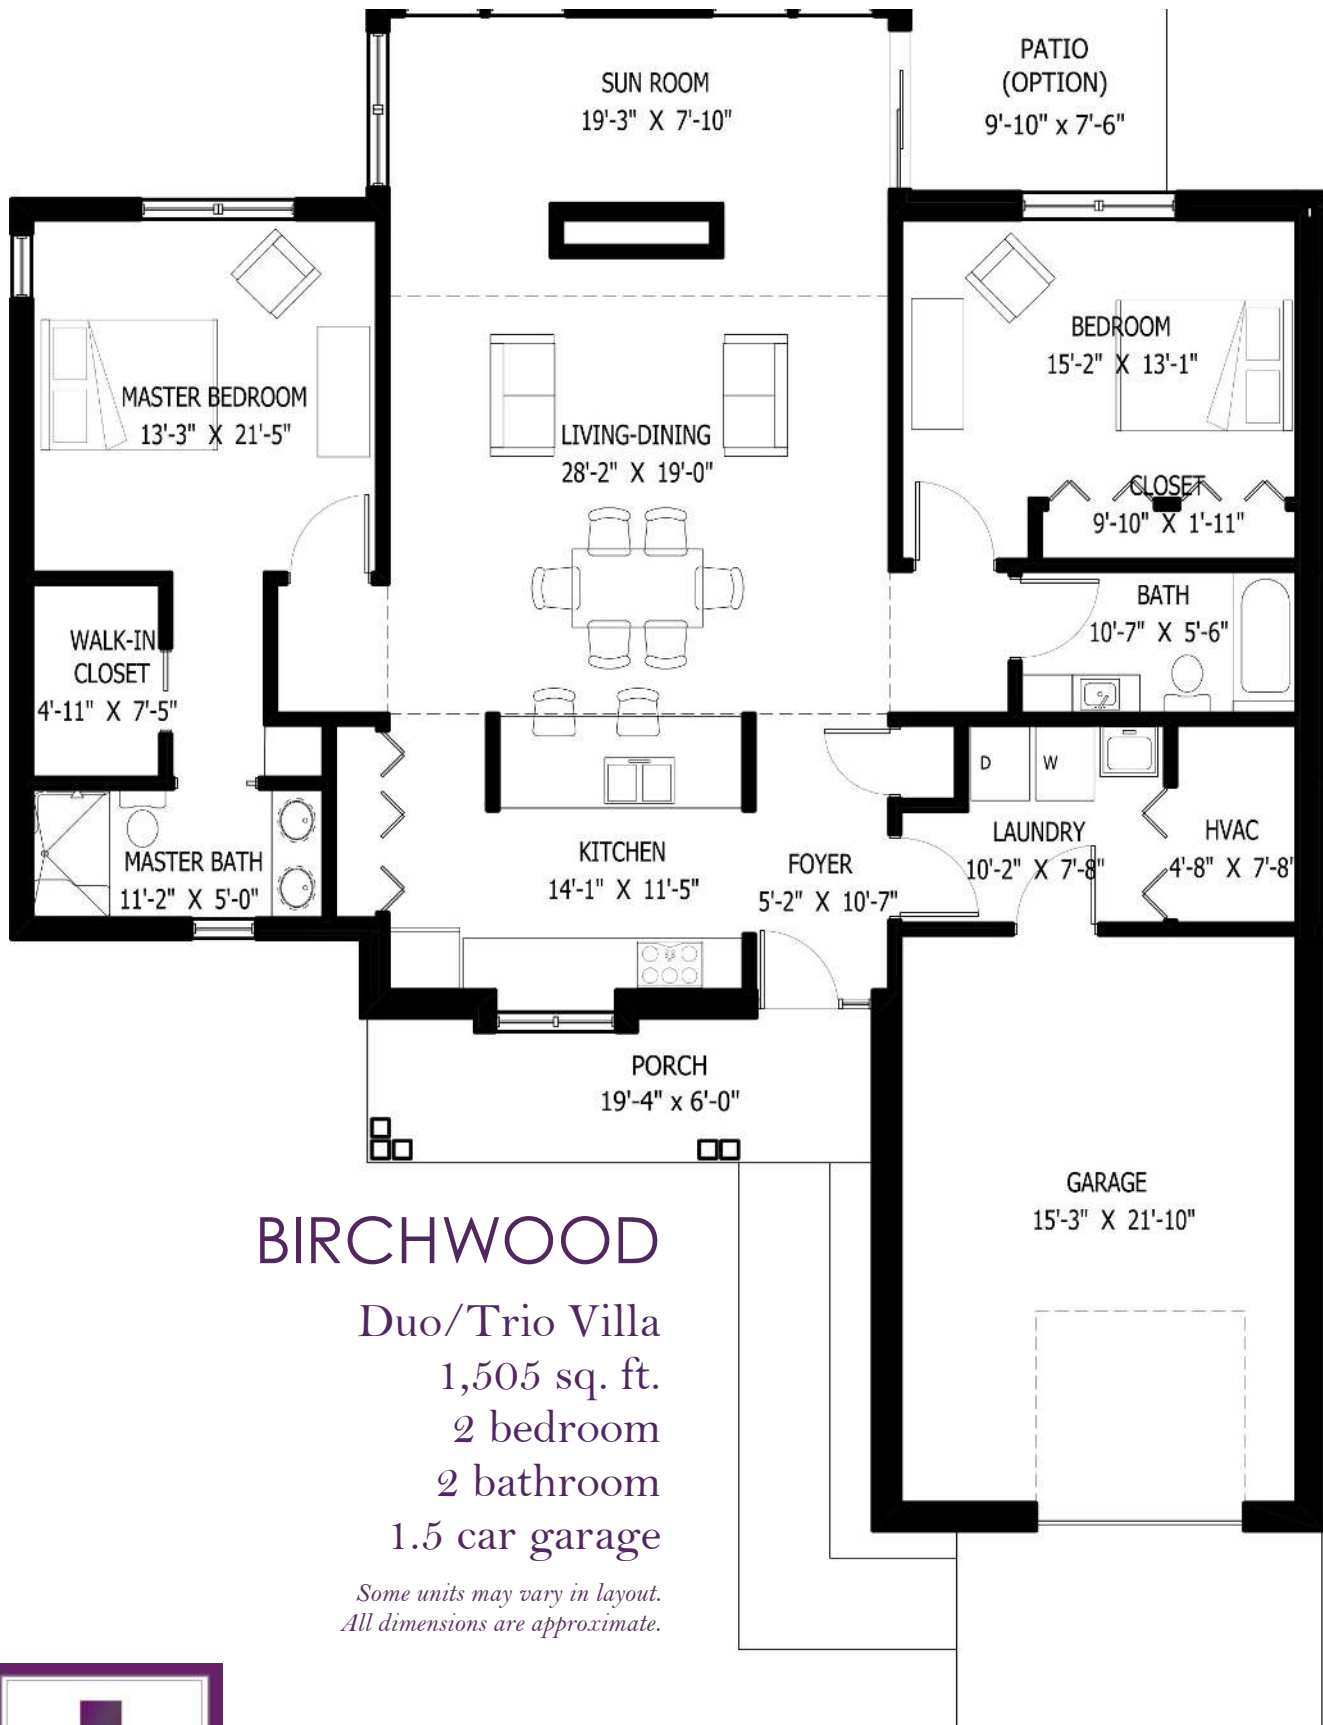 SUN ROOM
19'-3" X 7'-10"
PATIO
(OPTION)
9'-10" x 7'-6"
MASTER BEDROOM
13'-3" X 21'-5"
LIVING-DINING
28'-2" X 19'-0"
BEDROOM
15'-2" X 13'-1"
CLOSET
9'-10" X 1'-11"
BATH
10'-7" X 5'-6"
WALK-IN
CLOSET
4'-11" X 7'-5"
D
W
MASTER BATH
11'-2" X 5'-0"
KITCHEN
14'-1" X 11'-5"
FOYER
5'-2" X 10'-7"
LAUNDRY
10'-2" X 7'-8"
HVAC
4'-8" X 7'-8"
PORCH
19'-4" x 6'-0"
GARAGE
15'-3" X 21'-10"
BIRCHWOOD
Duo/Trio Villa
1,505 sq. ft.
2 bedroom
2 bathroom
1.5 car garage
Some units may vary in layout.
All dimensions are approximate.